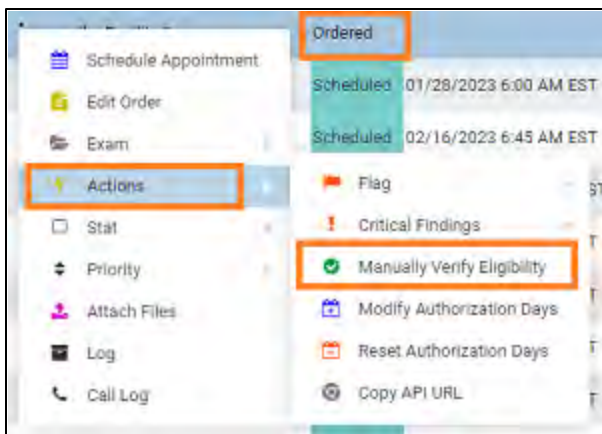 Ordered
Schedule Appointment
Scheduled 01/28/2023 6:00 AM EST
Edit Order
Exam
Scheduled 02/16/2023 6:45 AM EST
Actions
Flag
Stat
Critical Findings
Priority
Manually Verify Eligibility
Attach Files
Modify Authorization Days
Log
Reset Authorization Days
Call Log
Copy API URL